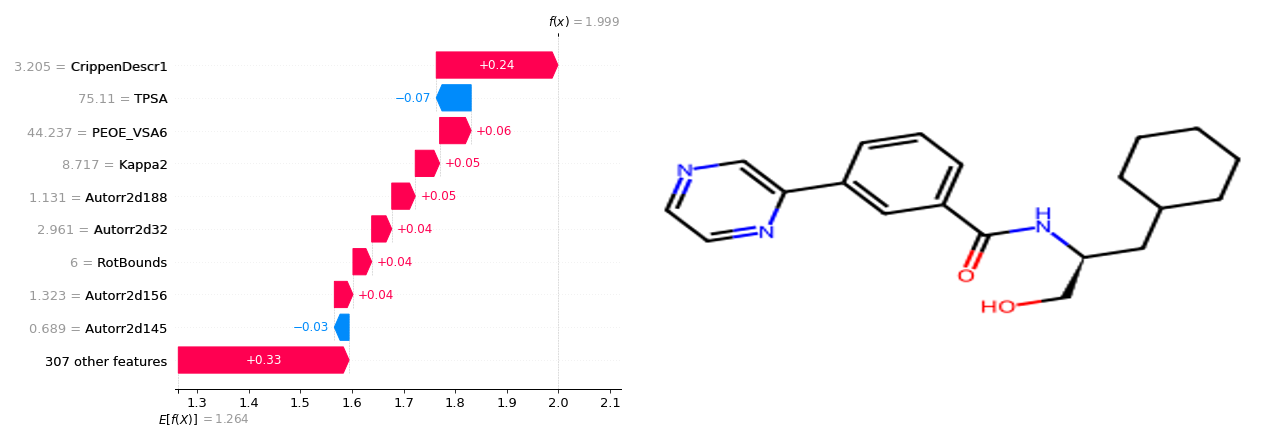 f(x) = 1.999
3.205 = CrippenDescr1
+0.24
75.11 = TPSA
−0.07
44.237 = PEOE_VSA6
+0.06
8.717 = Kappa2
+0.05
1.131 = Autorr2d188
+0.05
2.961 = Autorr2d32
+0.04
6 = RotBounds
+0.04
1.323 = Autorr2d156
+0.04
0.689 = Autorr2d145
−0.03
307 other features
+0.33
1.3 1.4 1.5 1.6 1.7 1.8 1.9 2.0 2.1
E[f(X)] = 1.264
N
N
O
H
N
HO